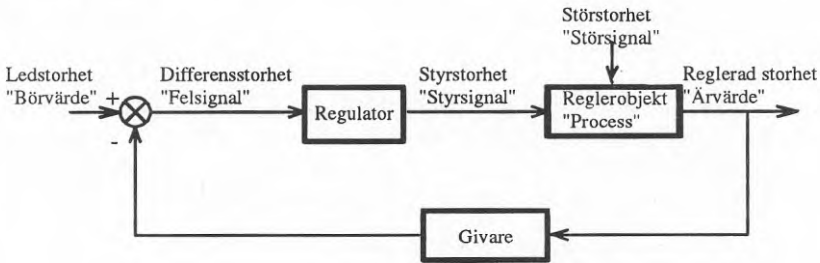 Störstorhet
"Störsignal"
Ledstorhet
"Börvärde"
+
-
Differensstorhet
"Felsignal"
Regulator
Styrstorhet
"Styrsignal"
Reglerobjekt
"Process"
Reglerad storhet
"Ärvärde"
Givare